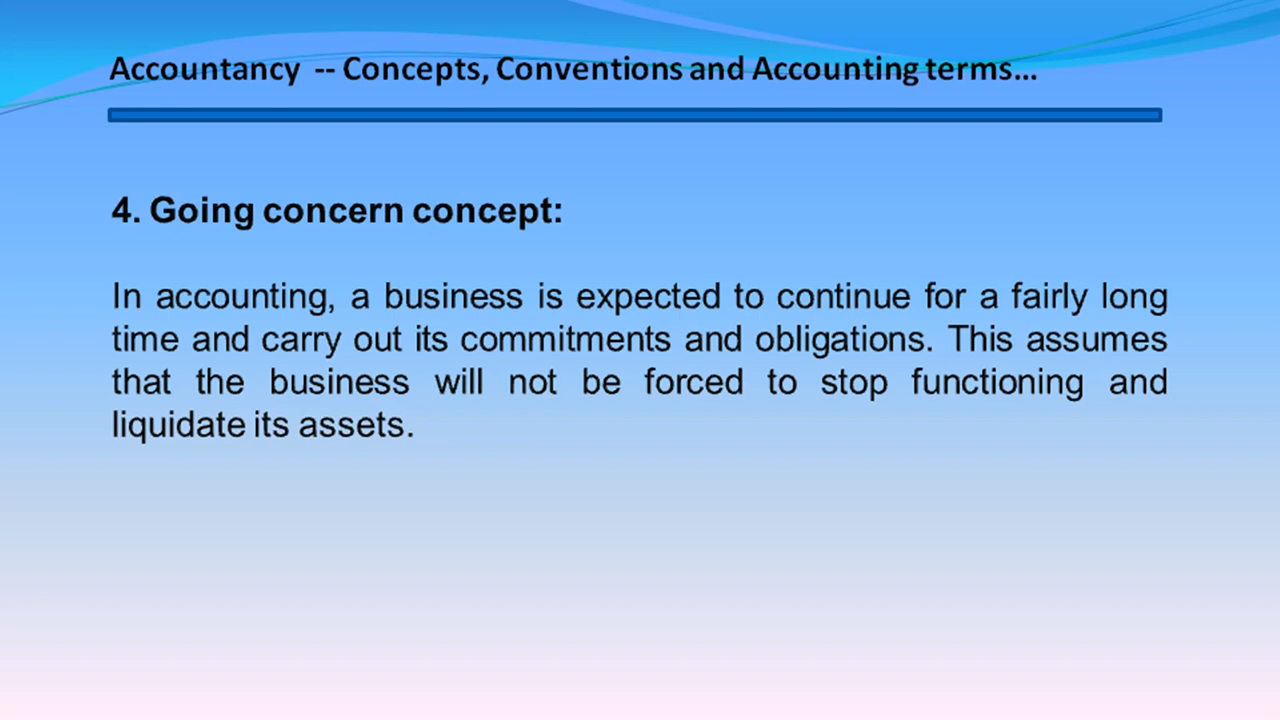 Accountancy -- Concepts, Conventions and Accounting terms...
4. Going concern concept:
In accounting, a business is expected to continue for a fairly long
time and carry out its commitments and obligations. This assumes
that the business will not be forced to stop functioning and
liquidate its assets.